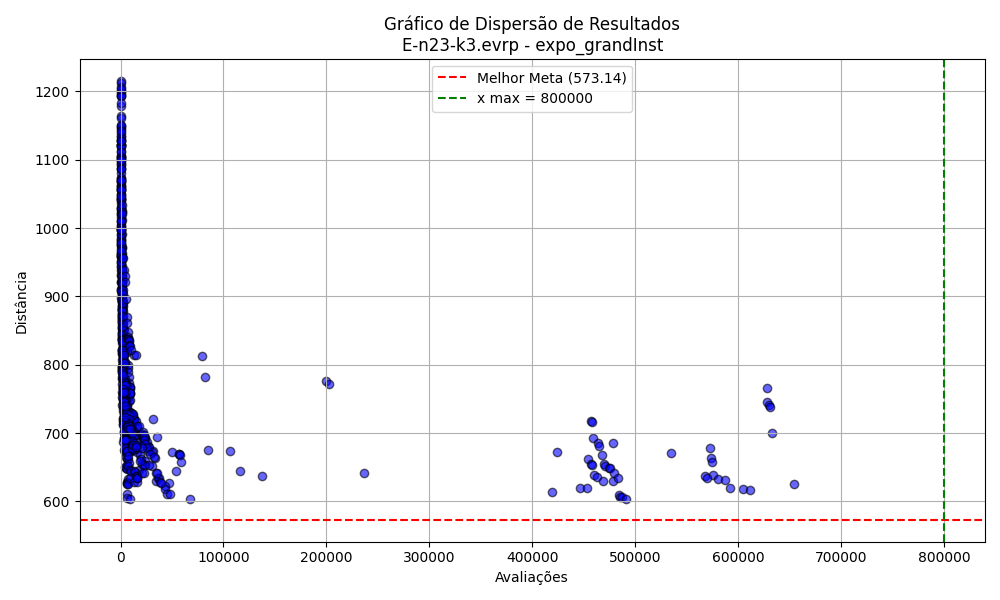 Gráfico de Dispersão de Resultados
E-n23-k3.evrp - expo_grandInst
Melhor Meta (573.14)
x max = 800000
1200
1100
1000
900
800
700
600
Distância
0
100000
200000
300000
400000
500000
600000
700000
800000
Avaliações